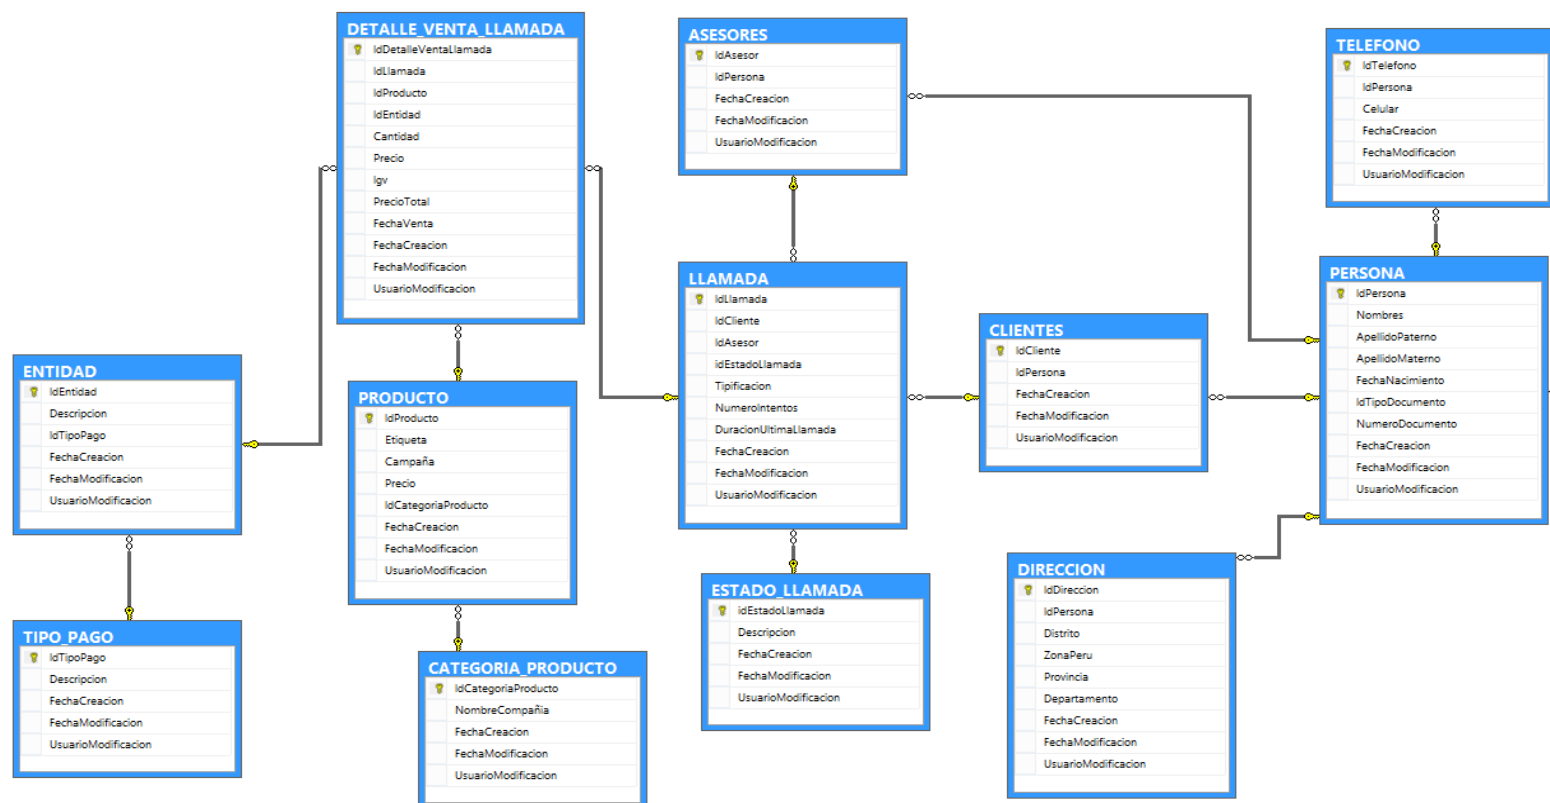 DETALLE_VENTA_LLAMADA
IdDetalleVentaLlamada
IdLlamada
IdProducto
IdEntidad
Cantidad
Precio
Igv
PrecioTotal
FechaVenta
FechaCreacion
FechaModificacion
UsuarioModificacion
ASESORES
IdAsesor
IdPersona
FechaCreacion
FechaModificacion
UsuarioModificacion
TELEFONO
IdTelefono
IdPersona
Celular
FechaCreacion
FechaModificacion
UsuarioModificacion
LLAMADA
IdLlamada
IdCliente
IdAsesor
idEstadoLlamada
Tipificacion
NumeroIntentos
DuracionUltimaLlamada
FechaCreacion
FechaModificacion
UsuarioModificacion
CLIENTES
IdCliente
IdPersona
FechaCreacion
FechaModificacion
UsuarioModificacion
PERSONA
IdPersona
Nombres
ApellidoPaterno
ApellidoMaterno
FechaNacimiento
IdTipoDocumento
NumeroDocumento
FechaCreacion
FechaModificacion
UsuarioModificacion
ENTIDAD
IdEntidad
Descripcion
IdTipoPago
FechaCreacion
FechaModificacion
UsuarioModificacion
PRODUCTO
IdProducto
Etiqueta
Campaña
Precio
IdCategoriaProducto
FechaCreacion
FechaModificacion
UsuarioModificacion
ESTADO_LLAMADA
idEstadoLlamada
Descripcion
FechaCreacion
FechaModificacion
UsuarioModificacion
DIRECCION
IdDireccion
IdPersona
Distrito
ZonaPeru
Provincia
Departamento
FechaCreacion
FechaModificacion
UsuarioModificacion
TIPO_PAGO
IdTipoPago
Descripcion
FechaCreacion
FechaModificacion
UsuarioModificacion
CATEGORIA_PRODUCTO
IdCategoriaProducto
NombreCompañia
FechaCreacion
FechaModificacion
UsuarioModificacion